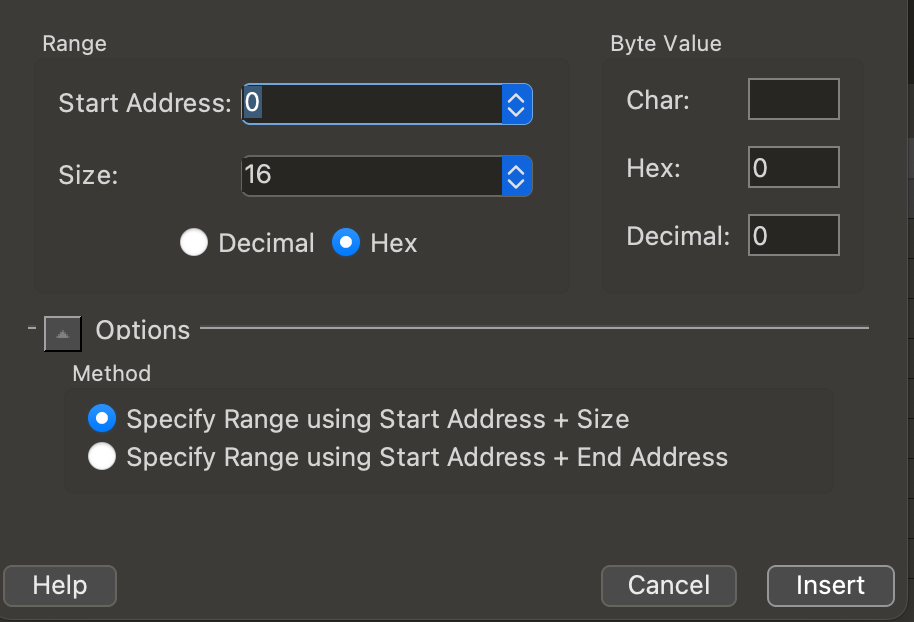 Range
Start Address: 0
Size: 16
Decimal Hex
Byte Value
Char:
Hex: 0
Decimal: 0
Options
Method
Specify Range using Start Address + Size
Specify Range using Start Address + End Address
Help Cancel Insert